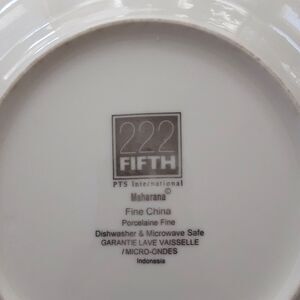 222
FIFTH
PTS International
Maharana©
Fine China
Porcelaine Fine
Dishwasher & Microwave Safe
GARANTIE LAVE VAISSELLE
/MICRO-ONDES
Indonesia